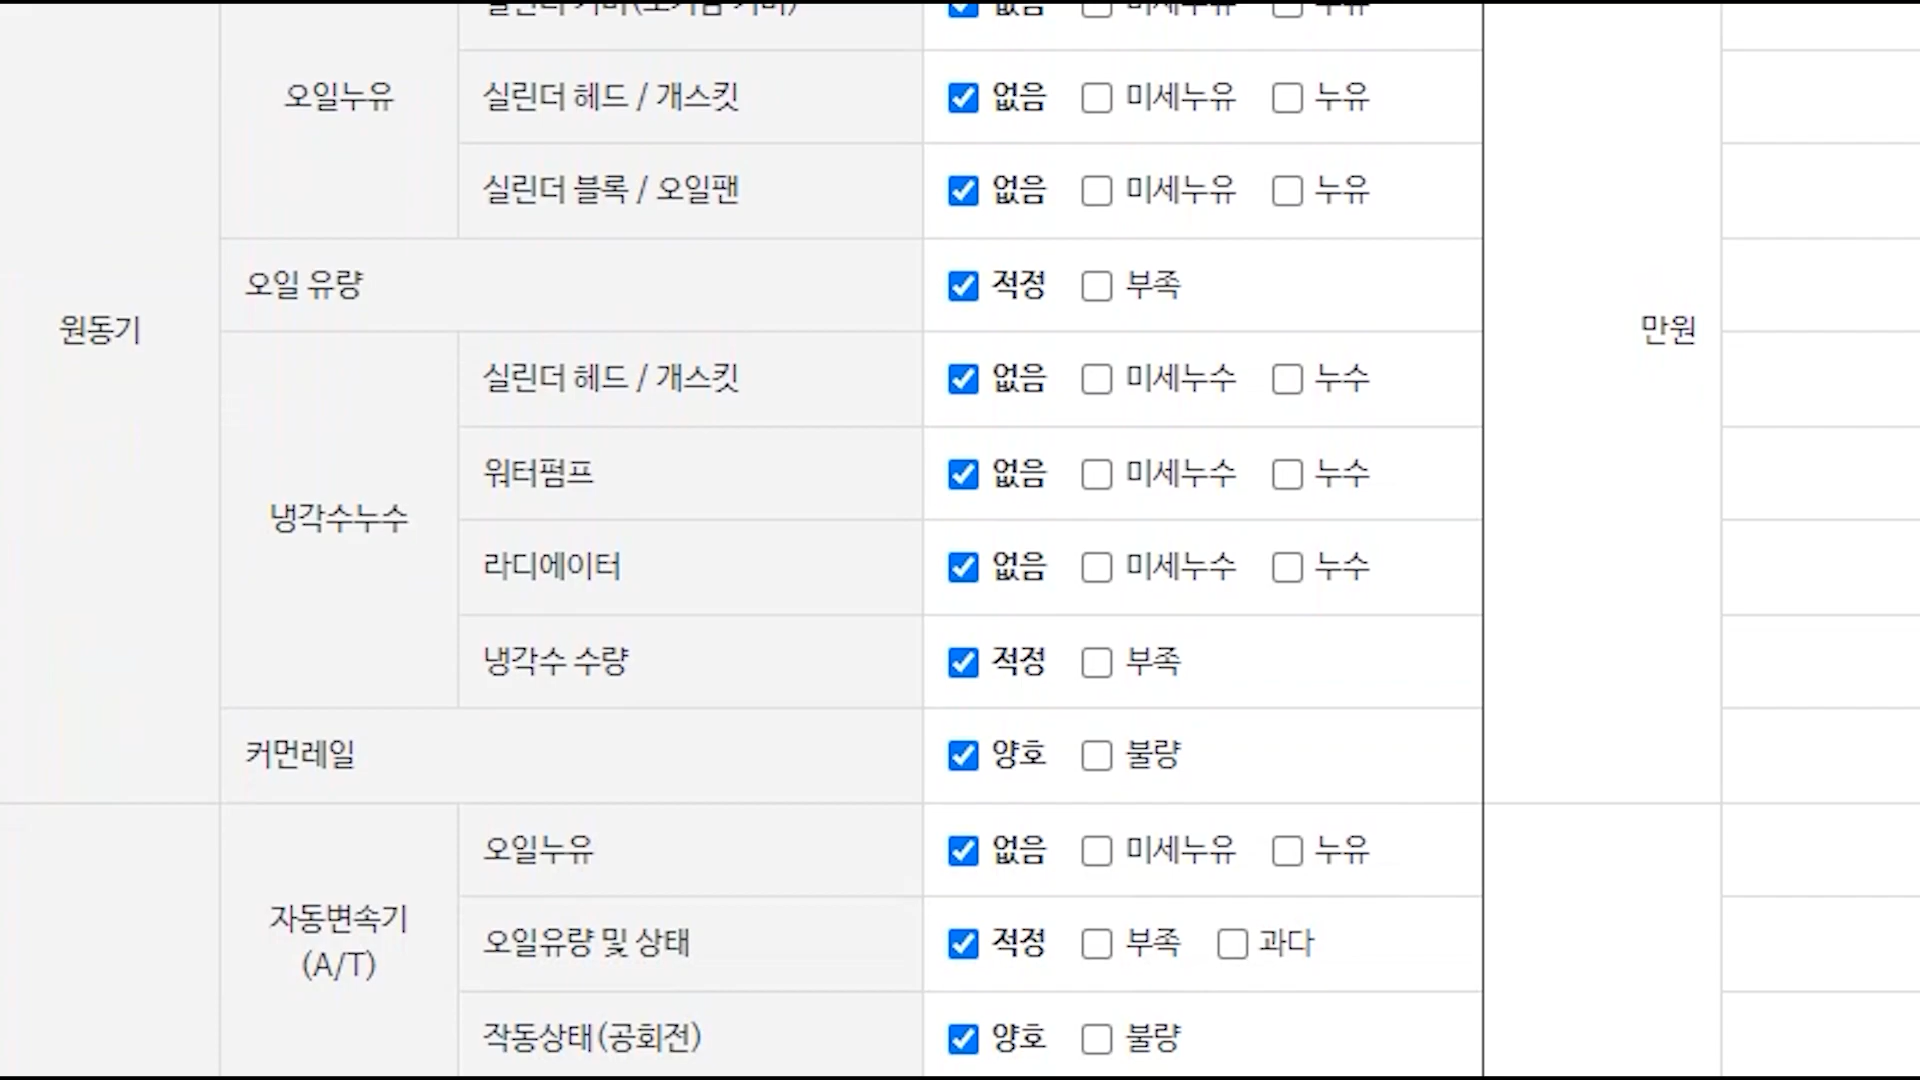 없음 미세누유 누유
오일누유
실린더 헤드 / 개스킷
없음 미세누유 누유
실린더 블록 / 오일팬
없음 미세누유 누유
오일 유량
적정 부족
원동기
만원
실린더 헤드 / 개스킷
없음 미세누수 누수
워터펌프
없음 미세누수 누수
냉각수누수
라디에이터
없음 미세누수 누수
냉각수 수량
적정 부족
커먼레일
양호 불량
오일누유
없음 미세누유 누유
자동변속기
(A/T)
오일유량 및 상태
적정 부족 과다
작동상태(공회전)
양호 불량